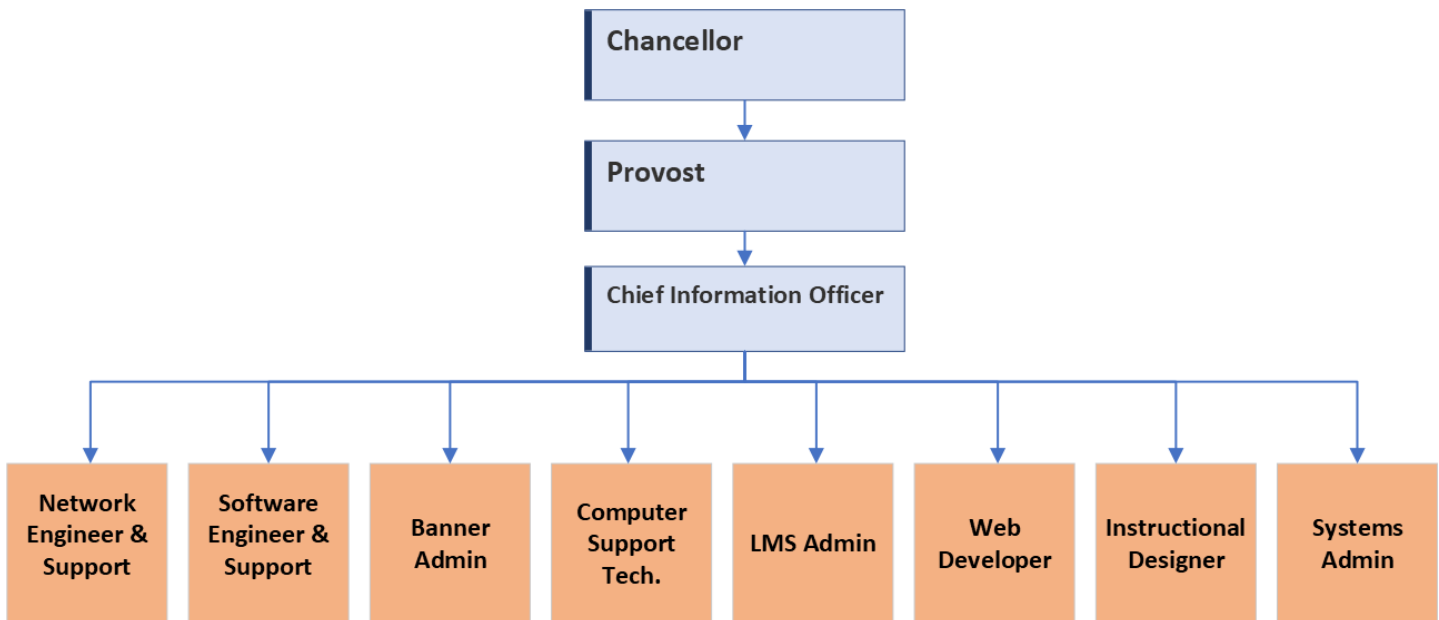 Chancellor
Provost
Chief Information Officer
Network
Engineer &
Support
Software
Engineer &
Support
Banner
Admin
Computer
Support
Tech.
LMS Admin
Web
Developer
Instructional
Designer
Systems
Admin